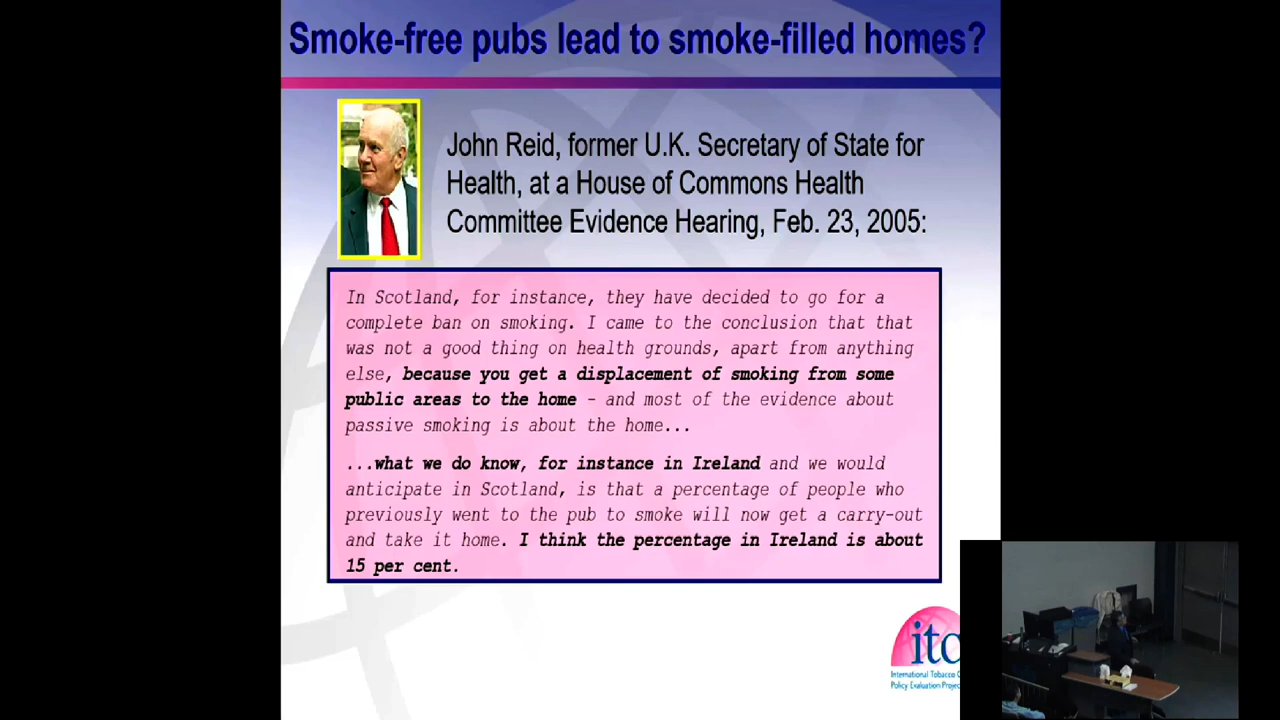 Smoke-free pubs lead to smoke-filled homes?
John Reid, former U.K. Secretary of State for
Health, at a House of Commons Health
Committee Evidence Hearing, Feb. 23, 2005:
In Scotland, for instance, they have decided to go for a
complete ban on smoking. I came to the conclusion that that
was not a good thing on health grounds, apart from anything
else, because you get a displacement of smoking from some
public areas to the home - and most of the evidence about
passive smoking is about the home...
...what we do know, for instance in Ireland and we would
anticipate in Scotland, is that a percentage of people who
previously went to the pub to smoke will now get a carry-out
and take it home. I think the percentage in Ireland is about
15 per cent.
itc
International Tobacco C
Policy Evaluation Projec